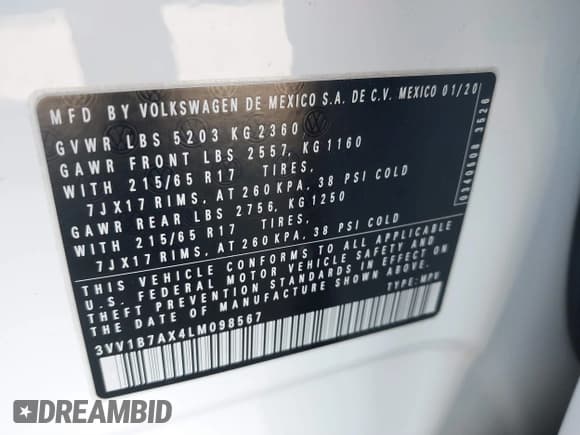 MFD BY VOLKSWAGEN DE MEXICO S.A. DE C.V. MEXICO 01/20
GVWR LBS 5203 KG 2360
GAWR FRONT LBS 2557, KG 1160
WITH 215/65 R17 TIRES,
7JX17 RIMS, AT 260 KPA, 38 PSI COLD
GAWR REAR LBS 2756, KG 1250
WITH 215/65 R17 TIRES,
7JX17 RIMS, AT 260 KPA, 38 PSI COLD
THIS VEHICLE CONFORMS TO ALL APPLICABLE
U.S. FEDERAL MOTOR VEHICLE SAFETY AND
THEFT PREVENTION STANDARDS IN EFFECT ON
THE DATE OF MANUFACTURE SHOWN ABOVE.
3VV1B7AX4LM098567 TYPE: MPV
0340608 3526
DREAMBID